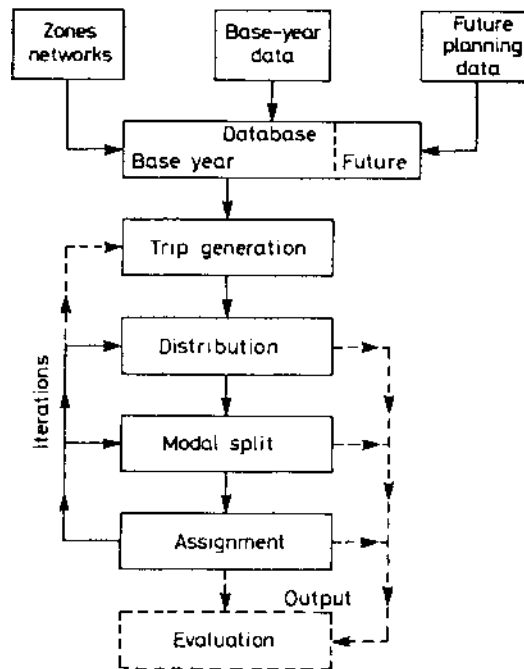 Zones
networks
Base-year
data
Future
planning
data
Database
Base year
Future
Trip generation
Distribution
Iterations
Modal split
Assignment
Output
Evaluation